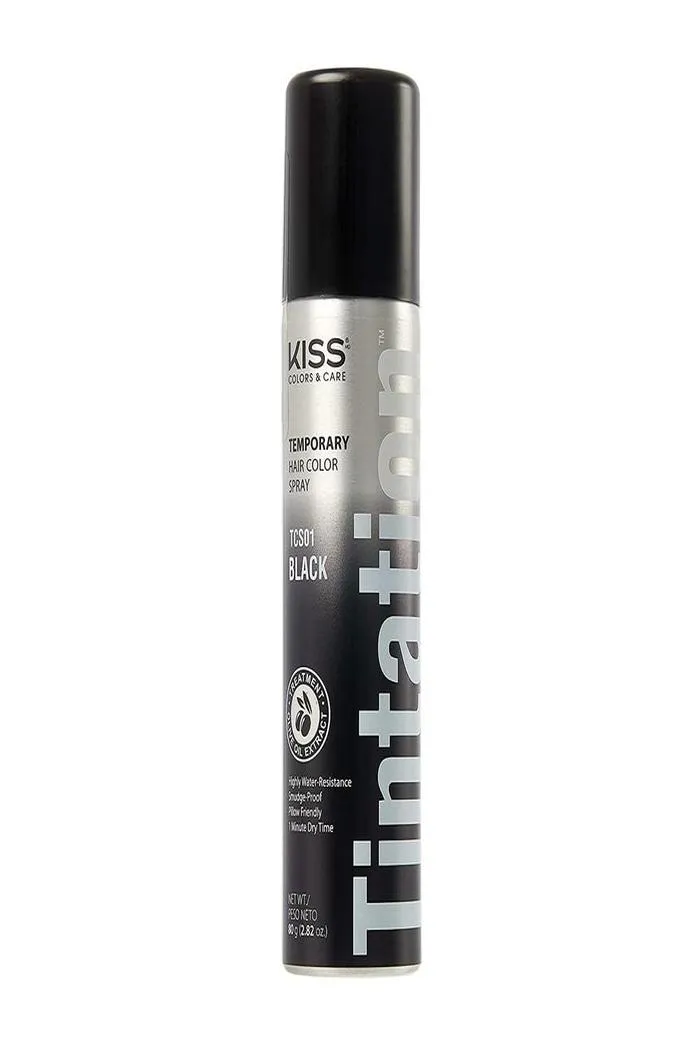 KISS
COLORS & CARE
TEMPORARY
HAIR COLOR
SPRAY
TCS01
BLACK
TREATMENT
OLIVE OIL EXTRACT
Highly Water-Resistance
Smudge-Proof
Pillow Friendly
1 Minute Dry Time
NET WT./
PESO NETO
80 g (2.82 oz.)
Tintation™